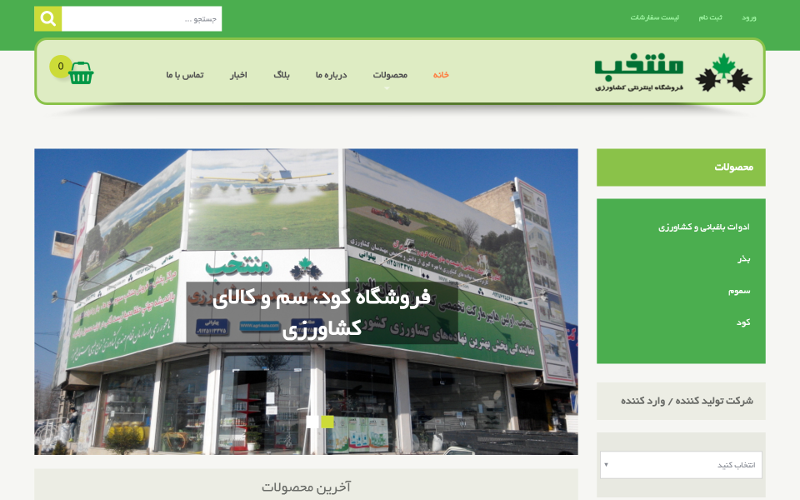 ورود
ثبت نام
لیست سفارشات
جستجو ...
منتخب
فروشگاه اینترنتی کشاورزی
خانه
محصولات
درباره ما
بلاگ
اخبار
تماس با ما
0
محصولات
ادوات باغبانی و کشاورزی
بذر
سموم
کود
منتخب
فروشگاه کود، سم و کالای
کشاورزی
شرکت تولید کننده / وارد کننده
انتخاب کنید
آخرین محصولات